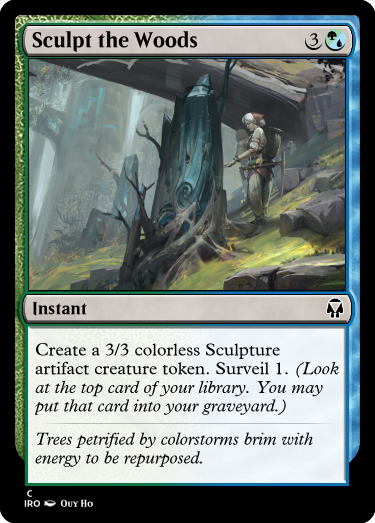 Sculpt the Woods 3
Instant
Create a 3/3 colorless Sculpture
artifact creature token. Surveil 1. (Look
at the top card of your library. You may
put that card into your graveyard.)
Trees petrified by colorstorms brim with
energy to be repurposed.
C
IRO Ouy Ho